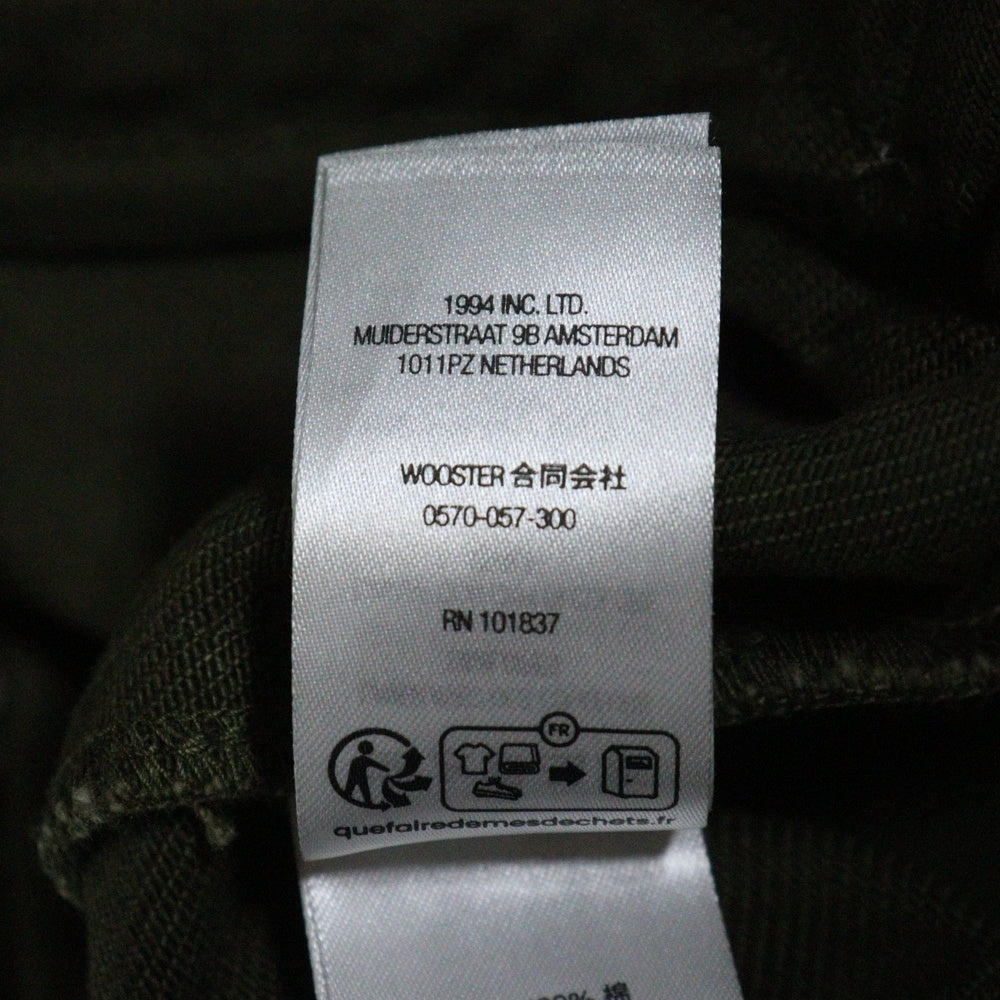 1994 INC. LTD.
MUIDERSTRAAT 9B AMSTERDAM
1011PZ NETHERLANDS
WOOSTER 合同会社
0570-057-300
RN 101837
FR
quefairedemesdechets.fr
% 綿